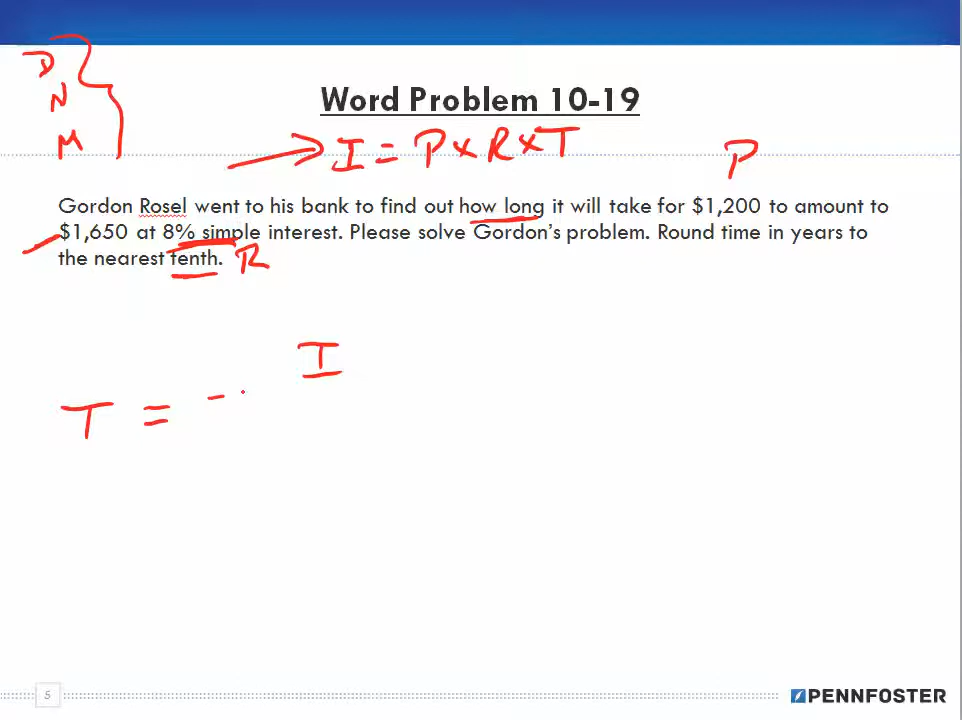 D
N
M
Word Problem 10-19
I = P x R x T
P
Gordon Rosel went to his bank to find out how long it will take for $1,200 to amount to
$1,650 at 8% simple interest. Please solve Gordon's problem. Round time in years to
the nearest tenth. R
I
T =
5
PENNFOSTER